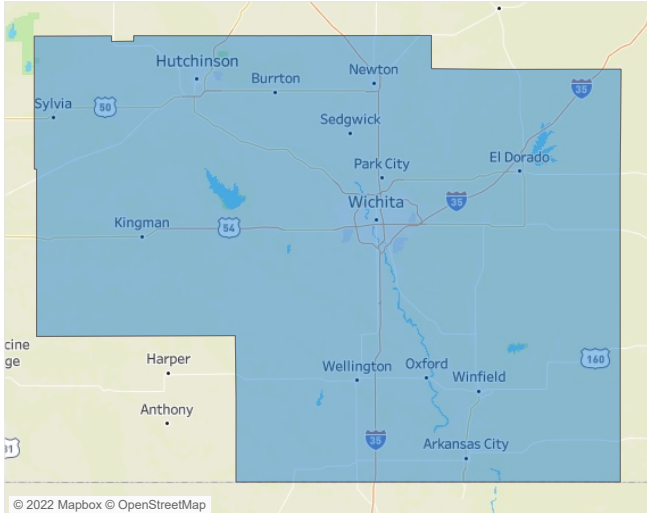 Hutchinson
Newton
Burrton
35
Sylvia
50
Sedgwick
Park City
El Dorado
Wichita
35
Kingman
54
cine
ge
Harper
Wellington
Oxford
Winfield
160
Anthony
35
Arkansas City
© 2022 Mapbox © OpenStreetMap